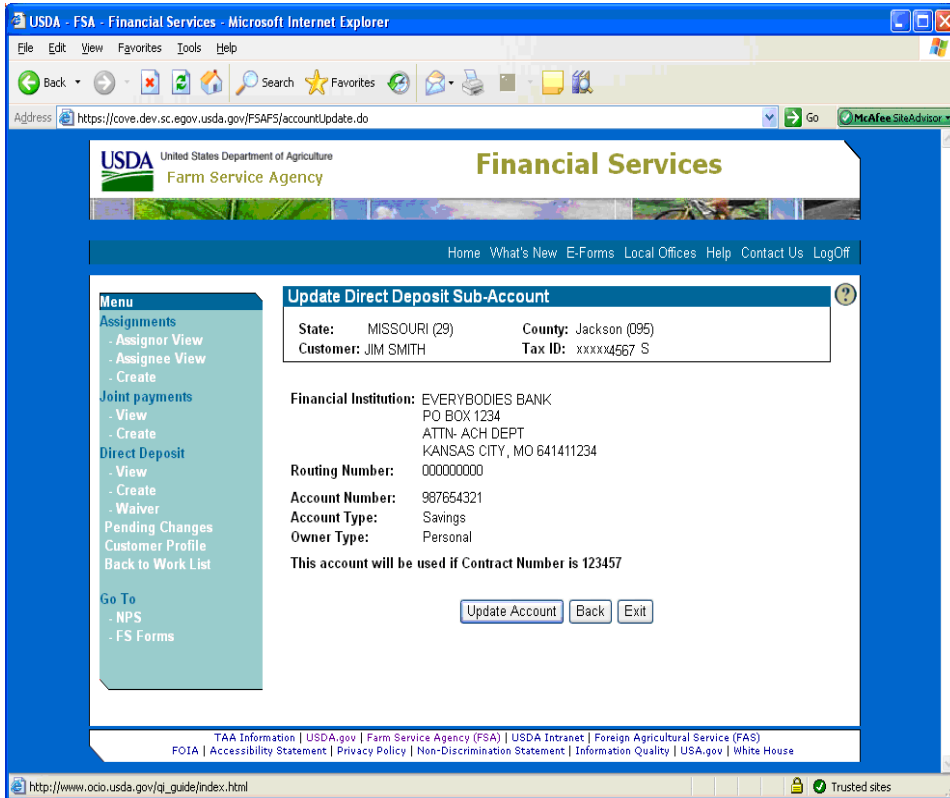 USDA - FSA - Financial Services - Microsoft Internet Explorer
File Edit View Favorites Tools Help
Back Search Favorites
Address https://cove.dev.sc.egov.usda.gov/FSAFS/accountUpdate.do Go McAfee SiteAdvisor
USDA United States Department of Agriculture
Farm Service Agency
Financial Services
Home What's New E-Forms Local Offices Help Contact Us LogOff
Menu
Assignments
- Assignor View
- Assignee View
- Create
Joint payments
- View
- Create
Direct Deposit
- View
- Create
- Waiver
Pending Changes
Customer Profile
Back to Work List
Go To
- NPS
- FS Forms
Update Direct Deposit Sub-Account ?
State: MISSOURI (29) County: Jackson (095)
Customer: JIM SMITH Tax ID: xxxxx4567 S
Financial Institution: EVERYBODIES BANK
PO BOX 1234
ATTN- ACH DEPT
KANSAS CITY, MO 641411234
Routing Number: 000000000
Account Number: 987654321
Account Type: Savings
Owner Type: Personal
This account will be used if Contract Number is 123457
Update Account Back Exit
TAA Information | USDA.gov | Farm Service Agency (FSA) | USDA Intranet | Foreign Agricultural Service (FAS)
FOIA | Accessibility Statement | Privacy Policy | Non-Discrimination Statement | Information Quality | USA.gov | White House
http://www.ocio.usda.gov/qi_guide/index.html Trusted sites